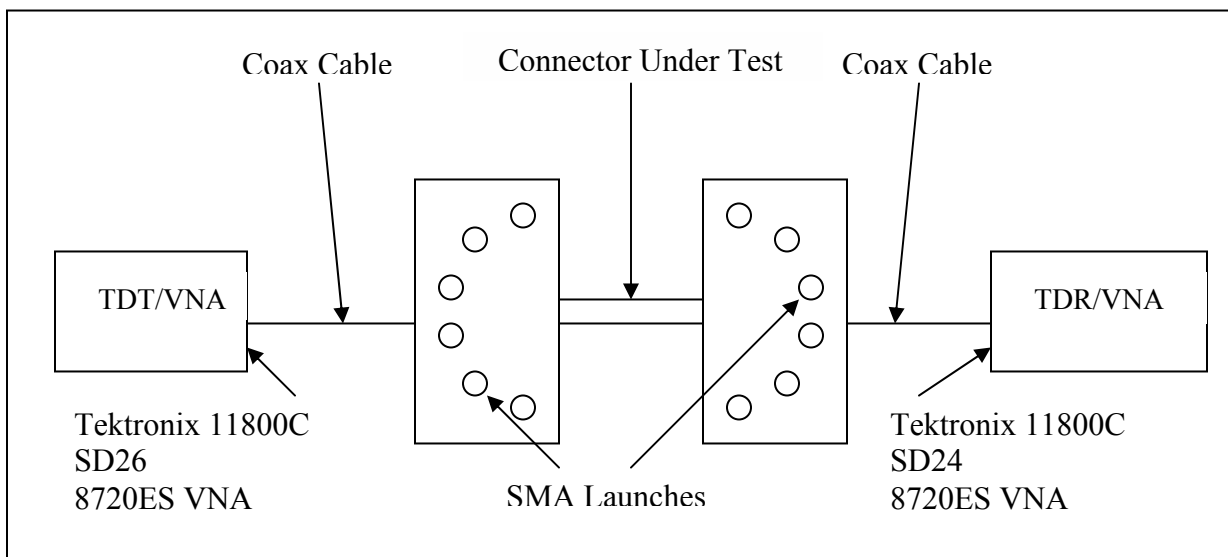 Coax Cable
Connector Under Test
Coax Cable
TDT/VNA
TDR/VNA
Tektronix 11800C
SD26
8720ES VNA
SMA Launches
Tektronix 11800C
SD24
8720ES VNA